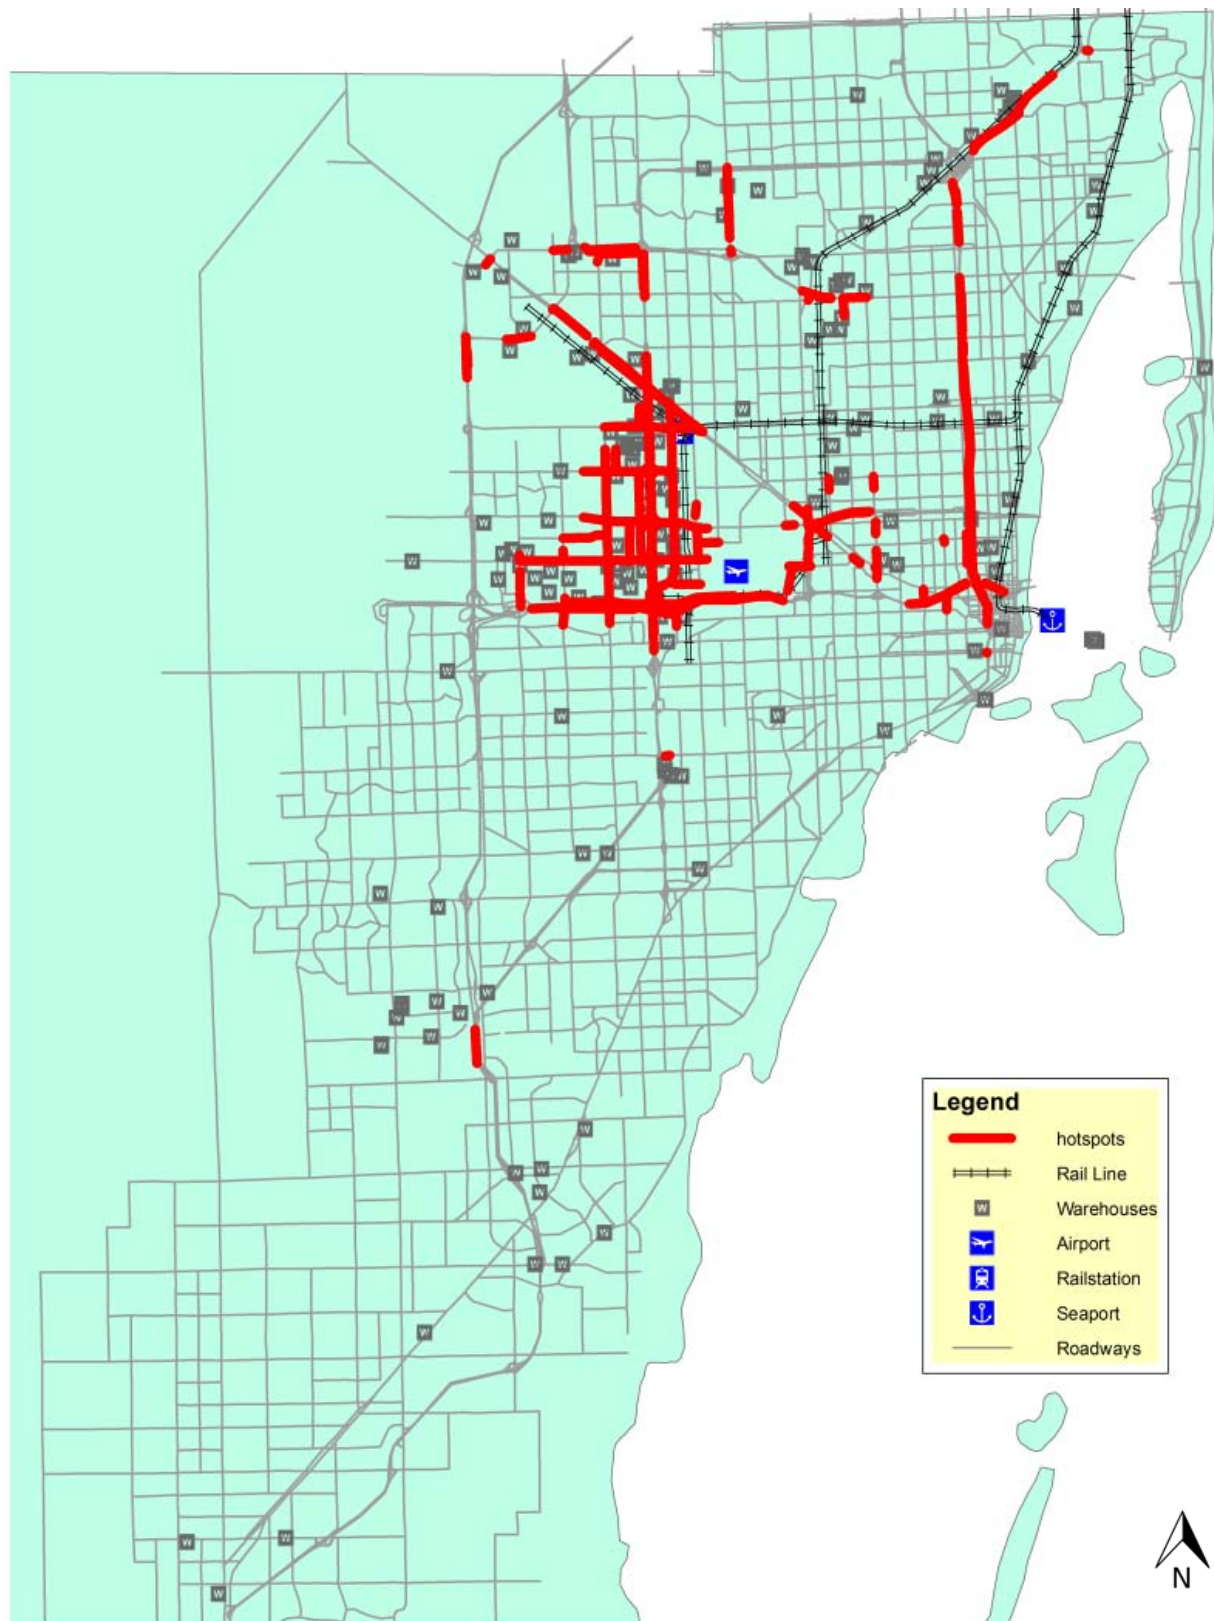 Legend
hotspots
Rail Line
W Warehouses
Airport
Railstation
Seaport
Roadways
N